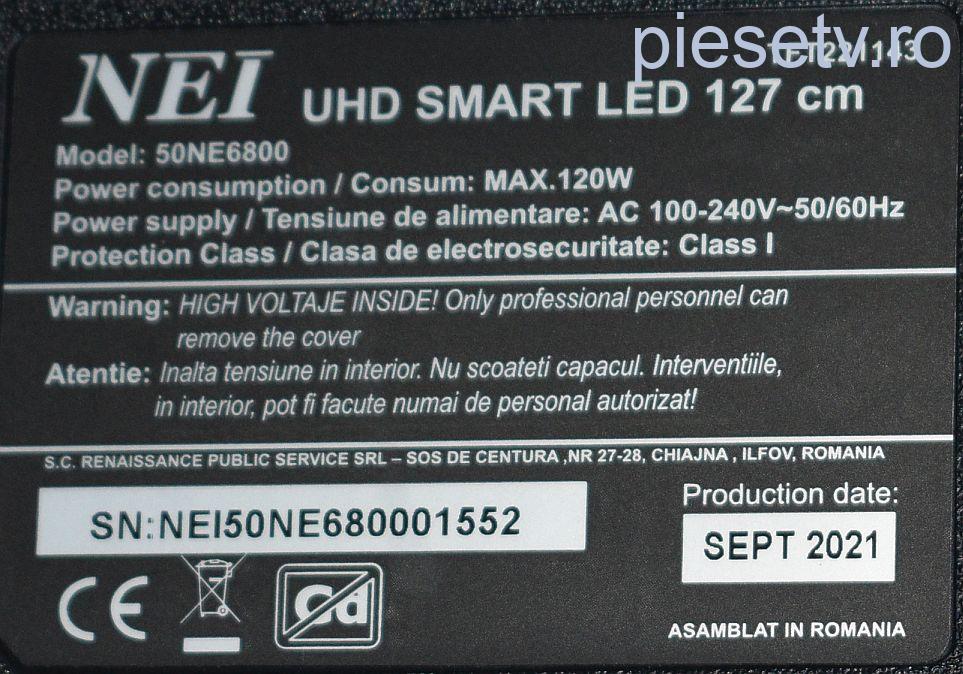 piesetv.ro
TFT221143
NEI UHD SMART LED 127 cm
Model: 50NE6800
Power consumption / Consum: MAX.120W
Power supply / Tensiune de alimentare: AC 100-240V~50/60Hz
Protection Class / Clasa de electrosecuritate: Class I
Warning: HIGH VOLTAJE INSIDE! Only professional personnel can
remove the cover
Atentie: Inalta tensiune in interior. Nu scoateti capacul. Interventiile,
in interior, pot fi facute numai de personal autorizat!
S.C. RENAISSANCE PUBLIC SERVICE SRL – SOS DE CENTURA ,NR 27-28, CHIAJNA , ILFOV, ROMANIA
SN:NEI50NE680001552
Production date:
SEPT 2021
CE
Cd
ASAMBLAT IN ROMANIA